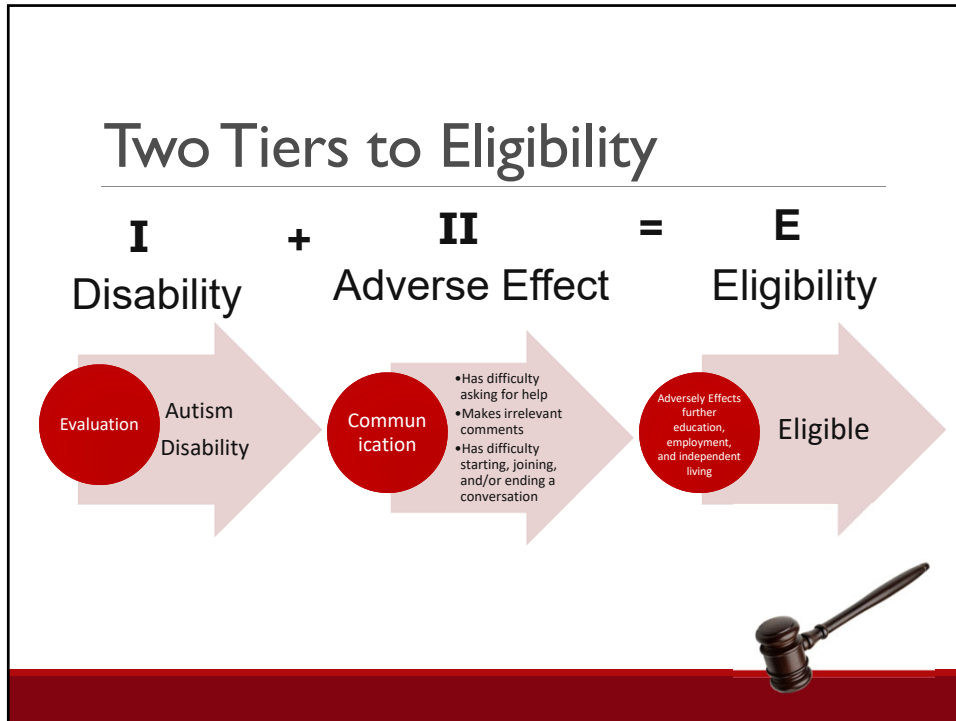 Two Tiers to Eligibility
I + II = E
Disability Adverse Effect Eligibility
Evaluation
Autism
Disability
Commun
ication
•Has difficulty
asking for help
•Makes irrelevant
comments
•Has difficulty
starting, joining,
and/or ending a
conversation
Adversely Effects
further
education,
employment,
and independent
living
Eligible